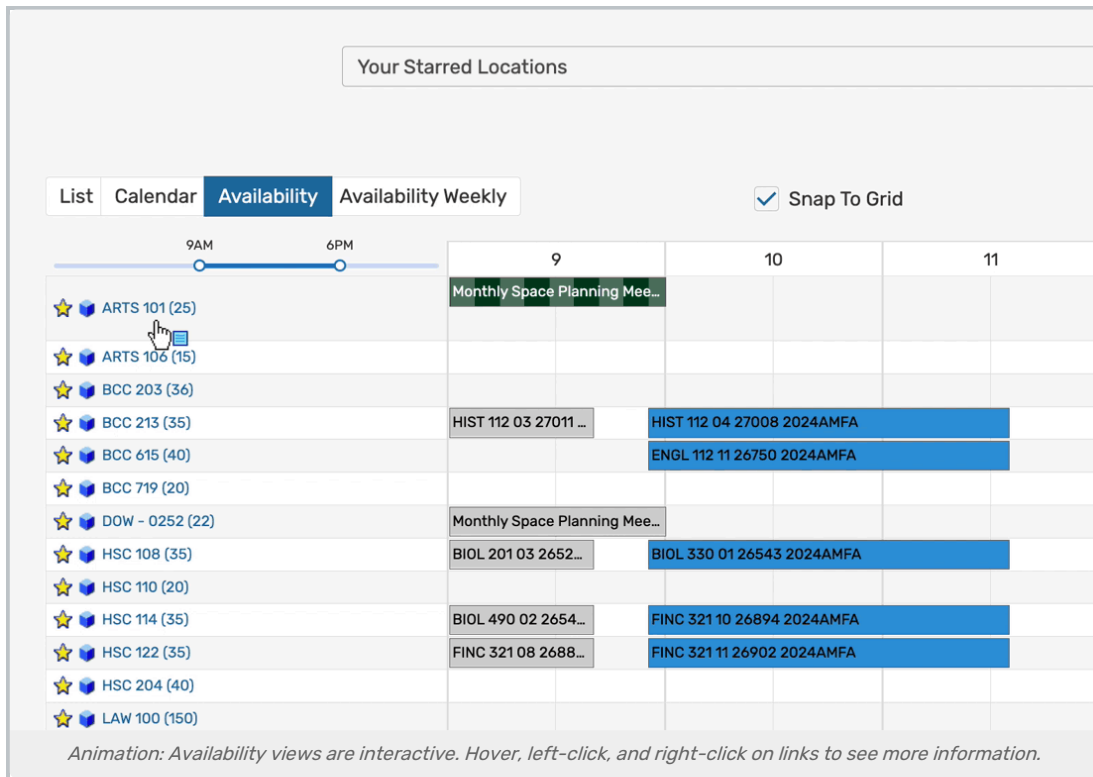 Your Starred Locations
List Calendar Availability Availability Weekly Snap To Grid
9AM 6PM
9 10 11
ARTS 101 (25) Monthly Space Planning Mee...
ARTS 106 (15)
BCC 203 (36)
BCC 213 (35) HIST 112 03 27011 ... HIST 112 04 27008 2024AMFA
BCC 615 (40) ENGL 112 11 26750 2024AMFA
BCC 719 (20)
DOW - 0252 (22) Monthly Space Planning Mee...
HSC 108 (35) BIOL 201 03 2652... BIOL 330 01 26543 2024AMFA
HSC 110 (20)
HSC 114 (35) BIOL 490 02 2654... FINC 321 10 26894 2024AMFA
HSC 122 (35) FINC 321 08 2688... FINC 321 11 26902 2024AMFA
HSC 204 (40)
LAW 100 (150)
Animation: Availability views are interactive. Hover, left-click, and right-click on links to see more information.